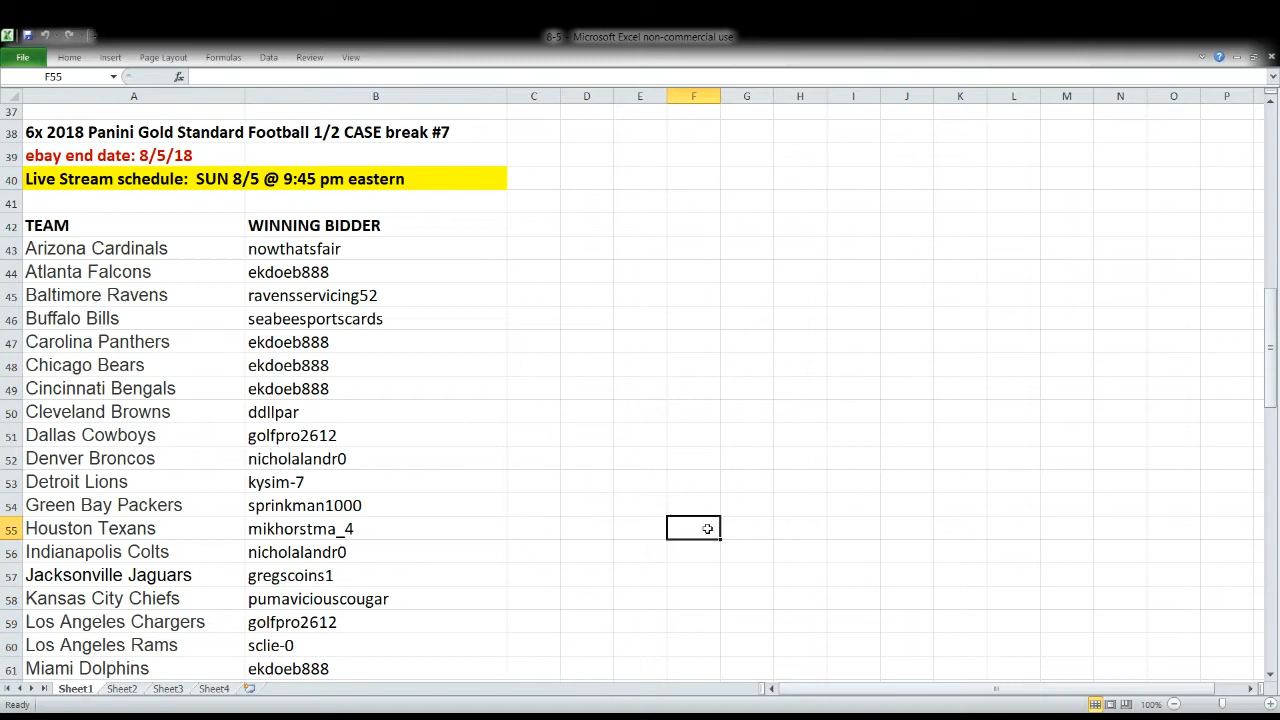 8-5 - Microsoft Excel non-commercial use
File Home Insert Page Layout Formulas Data Review View
F55 fx
A B C D E F G H I J K L M N O P
37
38 6x 2018 Panini Gold Standard Football 1/2 CASE break #7
39 ebay end date: 8/5/18
40 Live Stream schedule: SUN 8/5 @ 9:45 pm eastern
41
42 TEAM WINNING BIDDER
43 Arizona Cardinals nowthatsfair
44 Atlanta Falcons ekdoeb888
45 Baltimore Ravens ravensservicing52
46 Buffalo Bills seabeesportscards
47 Carolina Panthers ekdoeb888
48 Chicago Bears ekdoeb888
49 Cincinnati Bengals ekdoeb888
50 Cleveland Browns ddllpar
51 Dallas Cowboys golfpro2612
52 Denver Broncos nicholalandr0
53 Detroit Lions kysim-7
54 Green Bay Packers sprinkman1000
55 Houston Texans mikhorstma_4
56 Indianapolis Colts nicholalandr0
57 Jacksonville Jaguars gregscoins1
58 Kansas City Chiefs pumaviciouscougar
59 Los Angeles Chargers golfpro2612
60 Los Angeles Rams sclie-0
61 Miami Dolphins ekdoeb888
Sheet1 Sheet2 Sheet3 Sheet4
Ready 100%